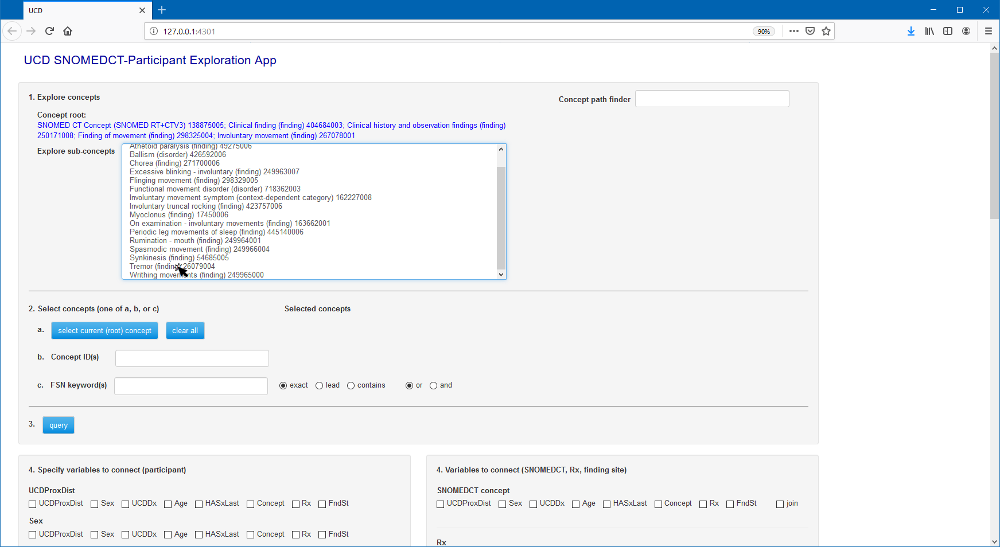 UCD
127.0.0.1:4301
90%
UCD SNOMEDCT-Participant Exploration App
1. Explore concepts
Concept path finder
Concept root:
SNOMED CT Concept (SNOMED RT+CTV3) 138875005; Clinical finding (finding) 404684003; Clinical history and observation findings (finding)
250171008; Finding of movement (finding) 298325004; Involuntary movement (finding) 267078001
Explore sub-concepts
Athetoid paralysis (finding) 49275006
Ballism (disorder) 426592006
Chorea (finding) 271700006
Excessive blinking - involuntary (finding) 249963007
Flinging movement (finding) 298329005
Functional movement disorder (disorder) 718362003
Involuntary movement symptom (context-dependent category) 162227008
Involuntary truncal rocking (finding) 423757006
Myoclonus (finding) 17450006
On examination - involuntary movements (finding) 163662001
Periodic leg movements of sleep (finding) 445140006
Rumination - mouth (finding) 249964001
Spasmodic movement (finding) 249966004
Synkinesis (finding) 54685005
Tremor (finding) 26079004
Writhing movements (finding) 249965000
2. Select concepts (one of a, b, or c)
Selected concepts
a. select current (root) concept clear all
b. Concept ID(s)
c. FSN keyword(s) exact lead contains or and
3. query
4. Specify variables to connect (participant)
UCDProxDist
UCDProxDist Sex UCDDx Age HASxLast Concept Rx FndSt
Sex
UCDProxDist Sex UCDDx Age HASxLast Concept Rx FndSt
4. Variables to connect (SNOMEDCT, Rx, finding site)
SNOMEDCT concept
UCDProxDist Sex UCDDx Age HASxLast Concept Rx FndSt join
Rx